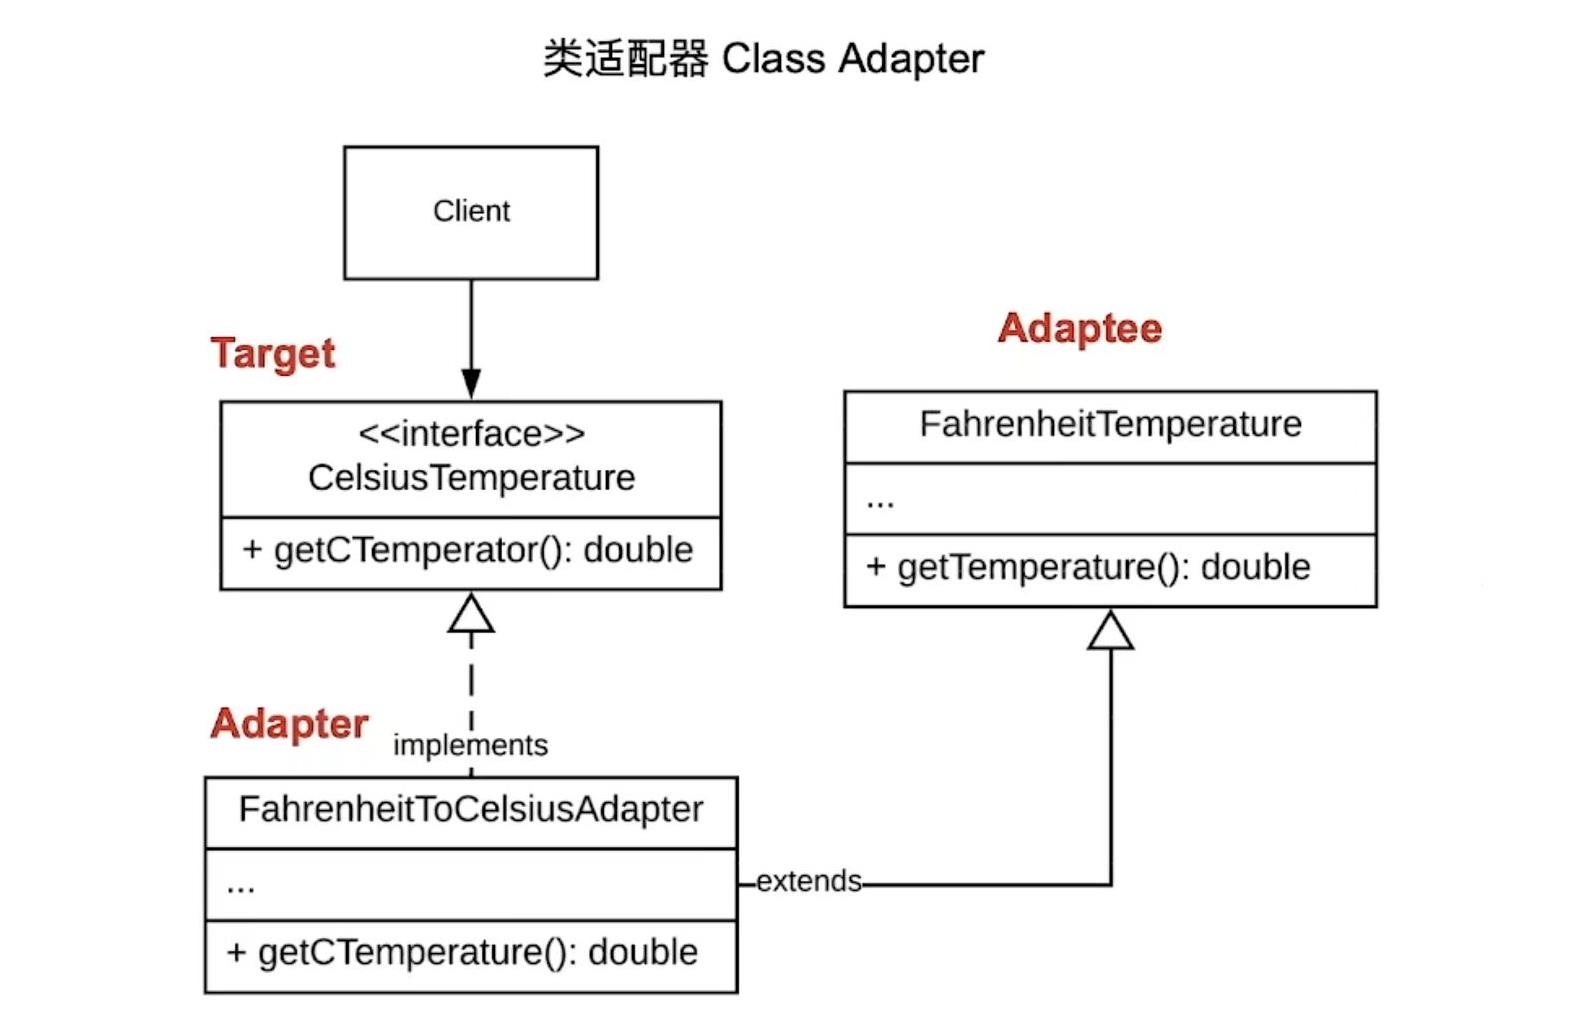 类适配器 Class Adapter
Client
Target
<<interface>>
CelsiusTemperature
+ getCTemperator(): double
Adaptee
FahrenheitTemperature
...
+ getTemperature(): double
implements
Adapter
FahrenheitToCelsiusAdapter
...
+ getCTemperature(): double
extends